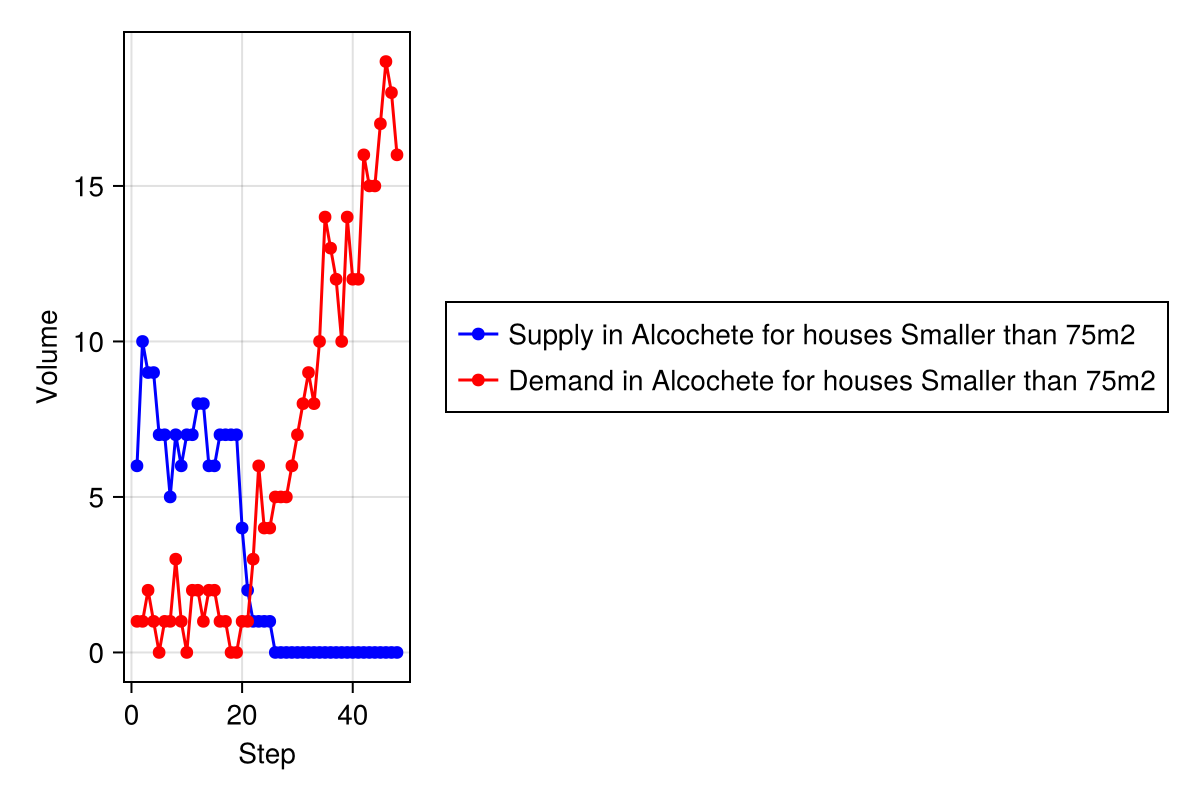 Volume
15
10
5
0
0 20 40
Step
Supply in Alcochete for houses Smaller than 75m2
Demand in Alcochete for houses Smaller than 75m2